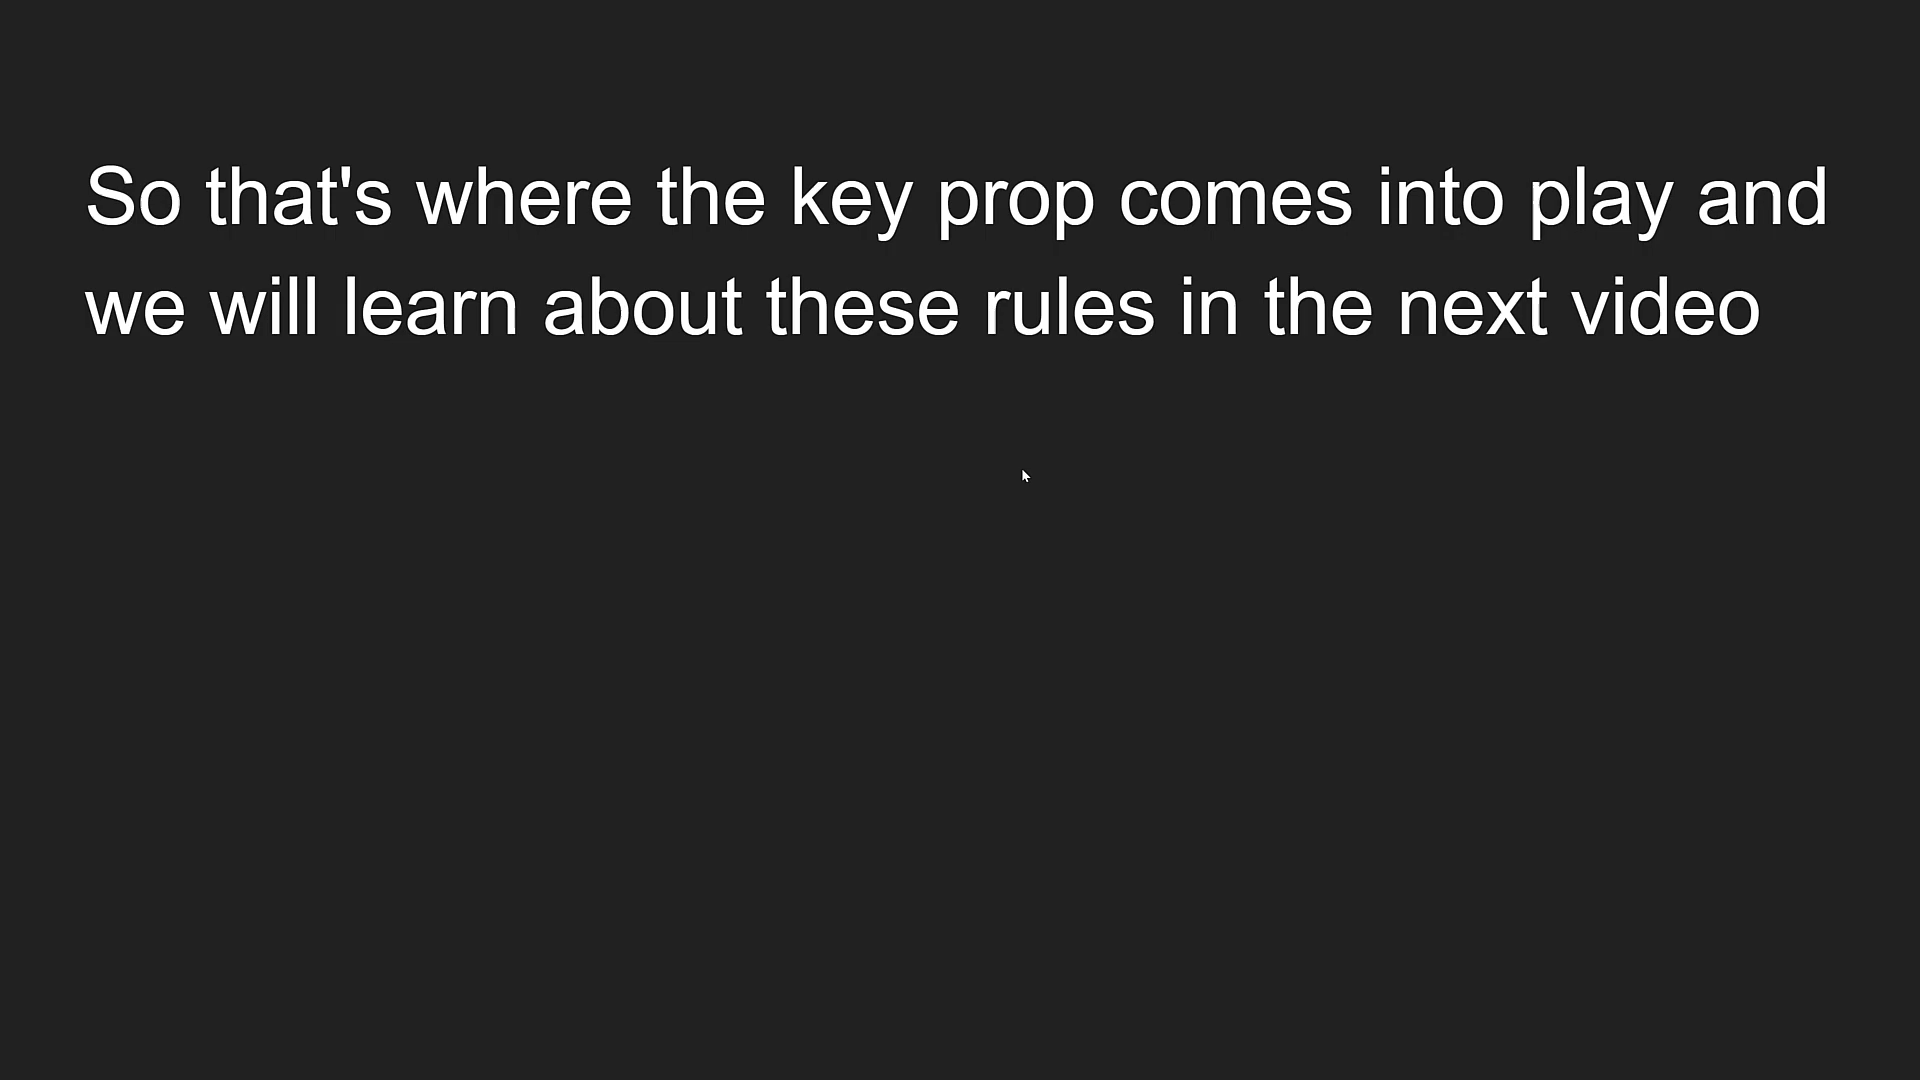 So that's where the key prop comes into play and
we will learn about these rules in the next video